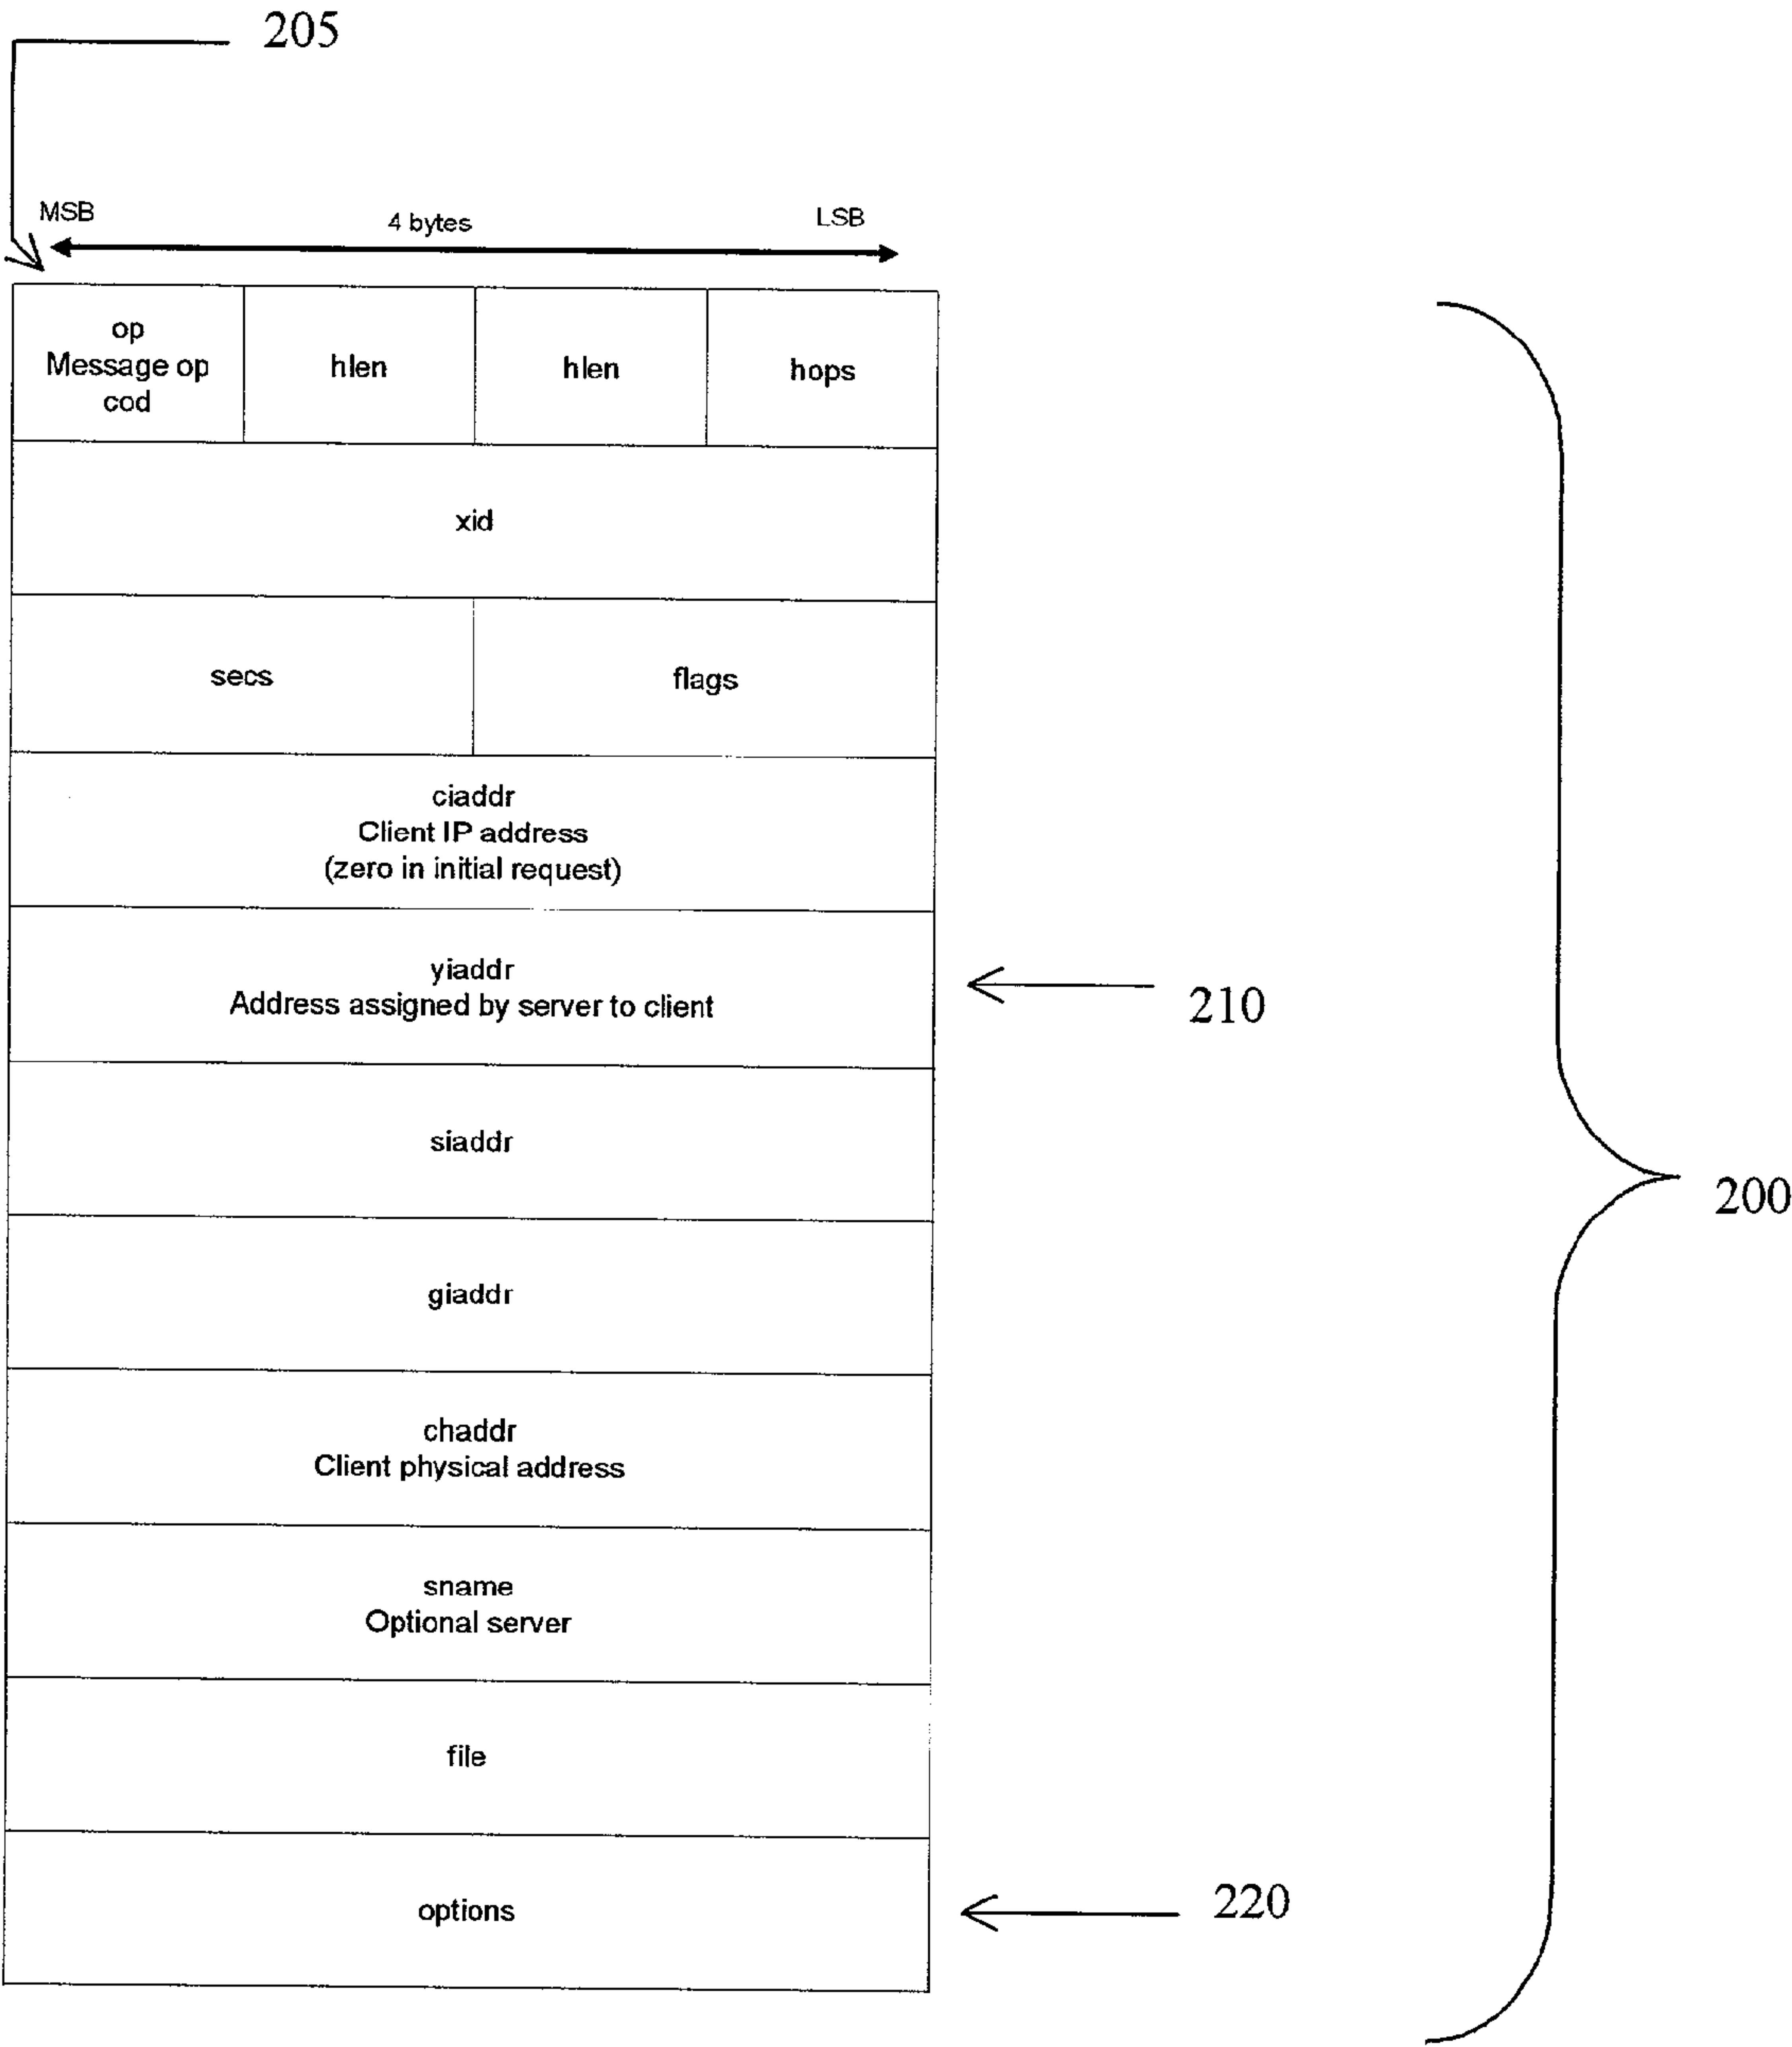 205
MSB
4 bytes
LSB
op
Message op
cod
hlen
hlen
hops
xid
secs
flags
ciaddr
Client IP address
(zero in initial request)
yiaddr
Address assigned by server to client
210
siaddr
200
giaddr
chaddr
Client physical address
sname
Optional server
file
options
220